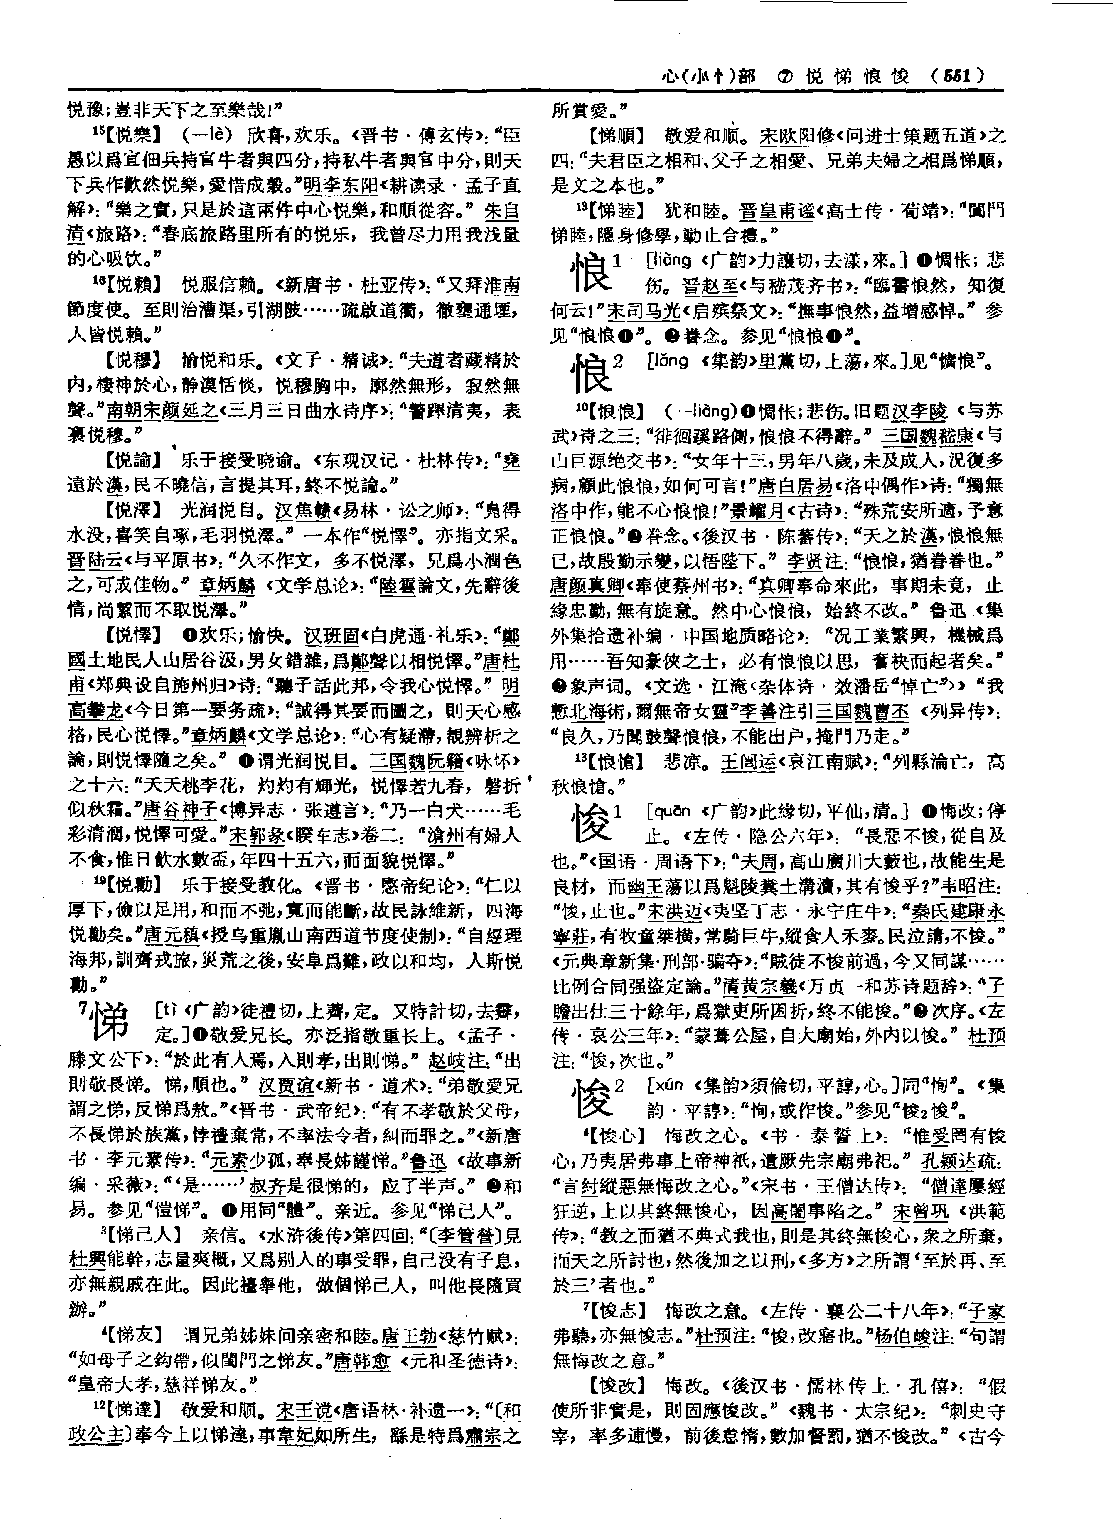 心(小忄)部 ⑦ 悦悌悢悛 (551)
悦豫;豈非天下之至樂哉!”
¹⁵【悦樂】 (—lè) 欣喜,欢乐。《晋书·傅玄传》:“臣
愚以爲宜佃兵持官牛者與四分,持私牛者與官中分,則天
下兵作歡然悦樂,愛惜成穀。”明李东阳《耕读录·孟子直
解》:“樂之實,只是於這兩件中心悦樂,和順從容。” 朱自
清《旅路》:“春底旅路里所有的悦乐, 我曾尽力用我浅量
的心吸饮。”
¹⁶【悦賴】 悦服信赖。《新唐书·杜亚传》:“又拜淮南
節度使。至則治漕渠,引湖陂……疏啟道衢, 徹壅通堙,
人皆悦賴。”
【悦穆】 愉悦和乐。《文子·精诚》:“夫道者藏精於
内,棲神於心,静漠恬惔, 悦穆胸中, 廓然無形, 寂然無
聲。”南朝宋颜延之《三月三日曲水诗序》:“警蹕清夷, 表
裏悦穆。”
【悦諭】 乐于接受晓谕。《东观汉记·杜林传》:“堯
遠於漢,民不曉信,言提其耳,終不悦諭。”
【悦澤】 光润悦目。汉焦赣《易林·讼之师》:“凫得
水没,喜笑自啄,毛羽悦澤。” 一本作“悦懌”。亦指文采。
晋陆云《与平原书》:“久不作文, 多不悦澤, 兄爲小潤色
之,可成佳物。” 章炳麟《文学总论》:“陸雲論文,先辭後
情,尚絜而不取悦澤。”
【悦懌】 ❶欢乐;愉快。汉班固《白虎通·礼乐》:“鄭
國土地民人山居谷汲,男女錯雜,爲鄭聲以相悦懌。”唐杜
甫《郑典设自施州归》诗:“聽子話此邦,令我心悦懌。” 明
高攀龙《今日第一要务疏》:“誠得其要而圖之, 則天心感
格,民心悦懌。”章炳麟《文学总论》:“心有疑滯,覩辨析之
論,則悦懌隨之矣。” ❷谓光润悦目。三国魏阮籍《咏怀》
之十六:“夭夭桃李花, 灼灼有輝光, 悦懌若九春, 磬折
似秋霜。”唐谷神子《博异志·张遵言》:“乃一白犬……毛
彩清潤,悦懌可愛。”宋郭彖《睽车志》卷二: “滄州有婦人
不食,惟日飲水數盃,年四十五六,而面貌悦懌。”
¹⁹【悦勸】 乐于接受教化。《晋书·愍帝纪论》:“仁以
厚下,儉以足用,和而不弛,寬而能斷,故民詠維新, 四海
悦勸矣。”唐元稹《授乌重胤山南西道节度使制》:“自經理
海邦,訓齊戎旅,災荒之後,安阜爲難,政以和均, 人斯悦
勸。”
⁷悌 [tì《广韵》徒禮切,上薺,定。又特計切,去霽,
定。]❶敬爱兄长。亦泛指敬重长上。《孟子·
滕文公下》:“於此有人焉,入則孝,出則悌。” 赵岐注:“出
則敬長悌。悌,順也。” 汉贾谊《新书·道术》:“弟敬愛兄
謂之悌,反悌爲敖。”《晋书·武帝纪》:“有不孝敬於父母,
不長悌於族黨,悖禮棄常,不率法令者,糾而罪之。”《新唐
书·李元素传》:“元素少孤,奉長姊謹悌。”鲁迅《故事新
编·采薇》:“‘是……’叔齐是很悌的, 应了半声。” ❷和
易。参见“愷悌”。❸用同“體”。亲近。参见“悌己人”。
³【悌己人】 亲信。《水浒後传》第四回:“〔李管營〕見
杜興能幹,志量爽概,又爲别人的事受罪,自己没有子息,
亦無親戚在此。因此擡舉他, 做個悌己人, 叫他長隨買
辦。”
⁴【悌友】 谓兄弟姊妹间亲密和睦。唐王勃《慈竹赋》:
“如母子之鉤帶,似閨門之悌友。”唐韩愈《元和圣德诗》:
“皇帝大孝,慈祥悌友。”
¹²【悌達】 敬爱和顺。宋王谠《唐语林·补遗一》:“〔和
政公主〕奉今上以悌達,事韋妃如所生, 繇是特爲肅宗之
所賞愛。”
【悌順】 敬爱和顺。宋欧阳修《问进士策题五道》之
四:“夫君臣之相和、父子之相愛、兄弟夫婦之相爲悌順,
是文之本也。”
¹³【悌睦】 犹和睦。晋皇甫谧《高士传·荀靖》:“闔門
悌睦,隱身修學,動止合禮。”
悢1 [liàng《广韵》力讓切,去漾,來。] ❶惆怅;悲
伤。晋赵至《与嵇茂齐书》:“臨書悢然, 知復
何云!”宋司马光《启殡祭文》:“撫事悢然,益增感悼。” 参
见“悢悢❶”。❷眷念。参见“悢悢❷”。
悢2 [lǎng《集韵》里黨切,上蕩,來。]见“懭悢”。
¹⁰【悢悢】 (—liàng)❶惆怅;悲伤。旧题汉李陵《与苏
武》诗之三:“徘徊蹊路側,悢悢不得辭。” 三国魏嵇康《与
山巨源绝交书》:“女年十三,男年八歲,未及成人,況復多
病,顧此悢悢,如何可言!”唐白居易《洛中偶作》诗:“獨無
洛中作,能不心悢悢!”景耀月《古诗》:“殊荒安所適,予意
正悢悢。”❷眷念。《後汉书·陈蕃传》:“天之於漢,悢悢無
已,故殷勤示變,以悟陛下。” 李贤注:“悢悢,猶眷眷也。”
唐颜真卿《奉使蔡州书》:“真卿奉命來此, 事期未竟, 止
緣忠勤,無有旋意。然中心悢悢, 始終不改。” 鲁迅《集
外集拾遗补编·中国地质略论》: “况工業繁興, 機械爲
用……吾知豪俠之士, 必有悢悢以思, 奮袂而起者矣。”
❸象声词。《文选·江淹〈杂体诗·效潘岳“悼亡”〉》“我
慙北海術,爾無帝女靈”李善注引三国魏曹丕《列异传》:
“良久,乃聞鼓聲悢悢,不能出户,掩門乃走。”
¹³【悢愴】 悲凉。王闿运《哀江南赋》:“列縣淪亡, 高
秋悢愴。”
悛1 [quān《广韵》此緣切,平仙,清。] ❶悔改;停
止。《左传·隐公六年》: “長惡不悛,從自及
也。”《国语·周语下》:“夫周,高山廣川大藪也,故能生是
良材, 而幽王蕩以爲魁陵糞土溝瀆,其有悛乎?”韦昭注:
“悛,止也。”宋洪迈《夷坚丁志·永宁庄牛》:“秦氏建康永
寧莊,有牧童桀横,常騎巨牛,縱食人禾麥。民泣請,不悛。”
《元典章新集·刑部·骗夺》:“賊徒不悛前過,今又同謀……
比例合同强盜定論。”清黄宗羲《万贞一和苏诗题辞》:“子
瞻出仕三十餘年,爲獄吏所困折,終不能悛。”❷次序。《左
传·哀公三年》:“蒙葺公屋,自大廟始,外内以悛。” 杜预
注:“悛,次也。”
悛2 [xún《集韵》須倫切,平諄,心。]同“恂”。《集
韵·平諄》:“恂,或作悛。”参见“悛₂悛”。
⁴【悛心】 悔改之心。《书·泰誓上》: “惟受罔有悛
心,乃夷居弗事上帝神祇,遺厥先宗廟弗祀。” 孔颖达疏:
“言紂縱惡無悔改之心。”《宋书·王僧达传》: “僧達屢經
狂逆,上以其終無悛心, 因高闍事陷之。” 宋曾巩《洪範
传》:“教之而猶不典式我也,則是其終無悛心,衆之所棄,
而天之所討也,然後加之以刑,《多方》之所謂‘至於再、至
於三’者也。”
⁷【悛志】 悔改之意。《左传·襄公二十八年》:“子家
弗聽,亦無悛志。”杜预注:“悛,改寤也。”杨伯峻注:“句謂
無悔改之意。”
【悛改】 悔改。《後汉书·儒林传上·孔僖》: “假
使所非實是, 則固應悛改。”《魏书·太宗纪》: “刺史守
宰, 率多逋慢, 前後怠惰,數加督罰,猶不悛改。”《古今